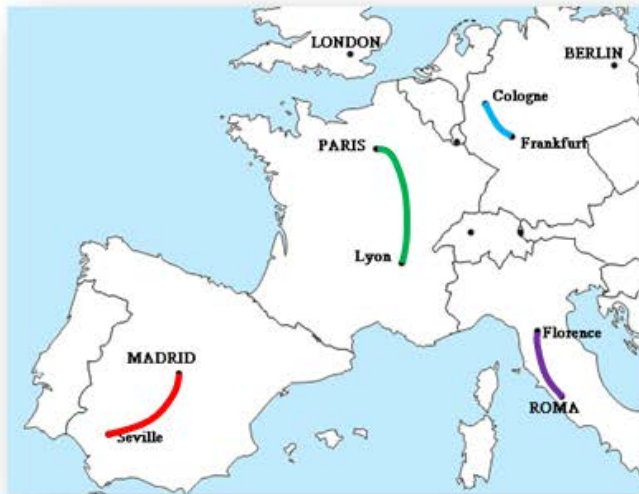 LONDON
BERLIN
Cologne
PARIS
Frankfurt
Lyon
Florence
MADRID
ROMA
Seville